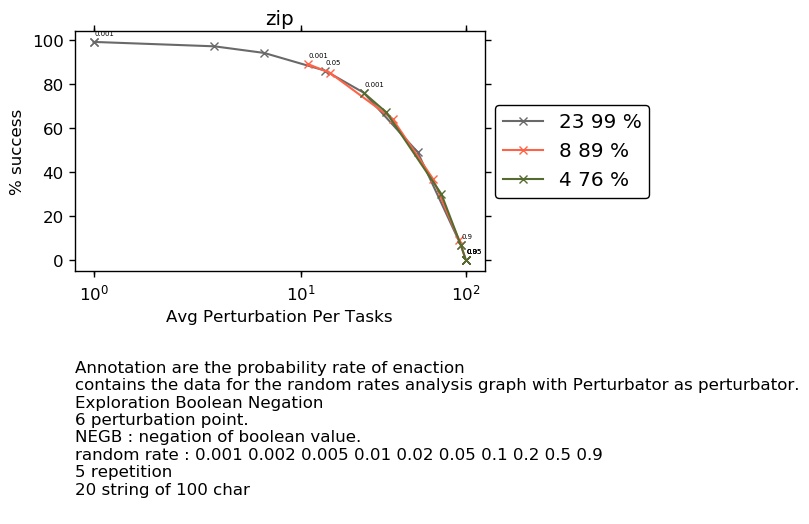 zip
0.001
0.001
0.05
0.001
0.9
100
80
60
40
20
0
% success
10^0
10^1
10^2
Avg Perturbation Per Tasks
23 99 %
8 89 %
4 76 %
Annotation are the probability rate of enaction
contains the data for the random rates analysis graph with Perturbator as perturbator.
Exploration Boolean Negation
6 perturbation point.
NEGB : negation of boolean value.
random rate : 0.001 0.002 0.005 0.01 0.02 0.05 0.1 0.2 0.5 0.9
5 repetition
20 string of 100 char